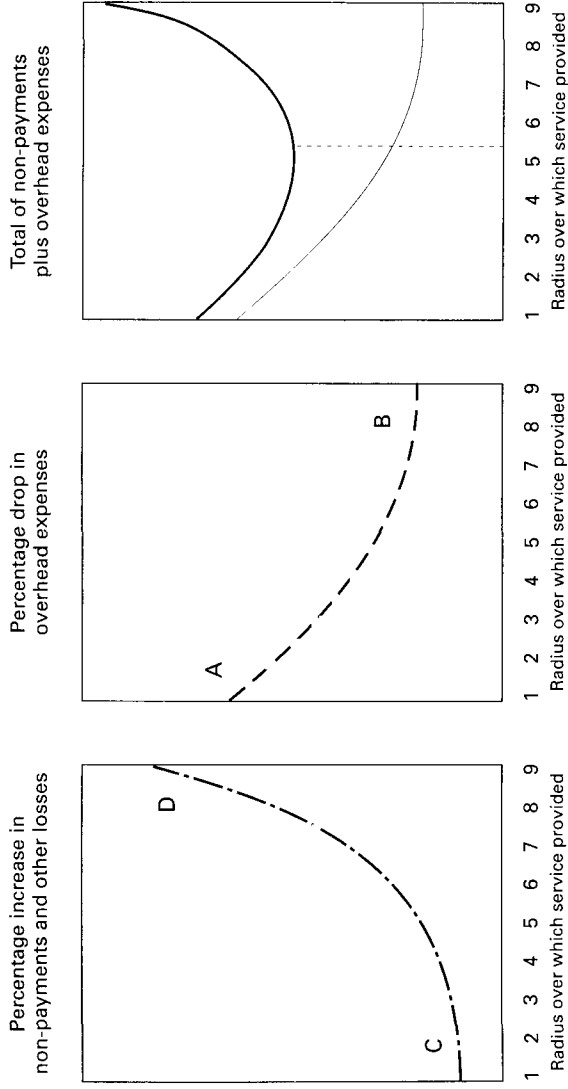 Percentage increase in
non-payments and other losses
D
C
1 2 3 4 5 6 7 8 9
Radius over which service provided
Percentage drop in
overhead expenses
A
B
1 2 3 4 5 6 7 8 9
Radius over which service provided
Total of non-payments
plus overhead expenses
1 2 3 4 5 6 7 8 9
Radius over which service provided